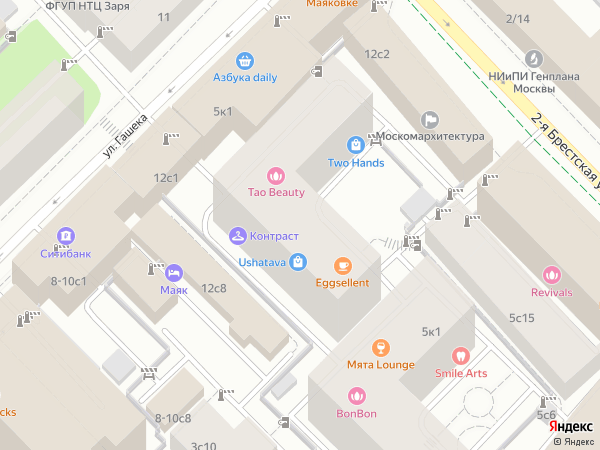 ФГУП НТЦ Заря
Маяковке
11
2/14
12с2
НИиПИ Генплана
Москвы
Азбука daily
5к1
ул. Гашека
2-я Брестская у
Москомархитектура
Two Hands
12с1
Tao Beauty
Контраст
Ситибанк
8-10с1
Ushatava
Eggsellent
Маяк
12с8
Revivals
5с15
5к1
Мята Lounge
Smile Arts
BonBon
cks
8-10с8
3с10
5с6
Яндекс
© Яндекс